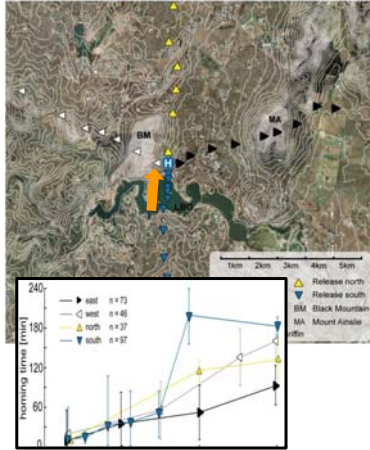 BM
MA
H
1km 2km 3km 4km 5km
Release north
Release south
BM Black Mountain
MA Mount Ainslie
riffin
240
180
120
60
0
homing time [min]
east n = 73
west n = 46
north n = 37
south n = 97